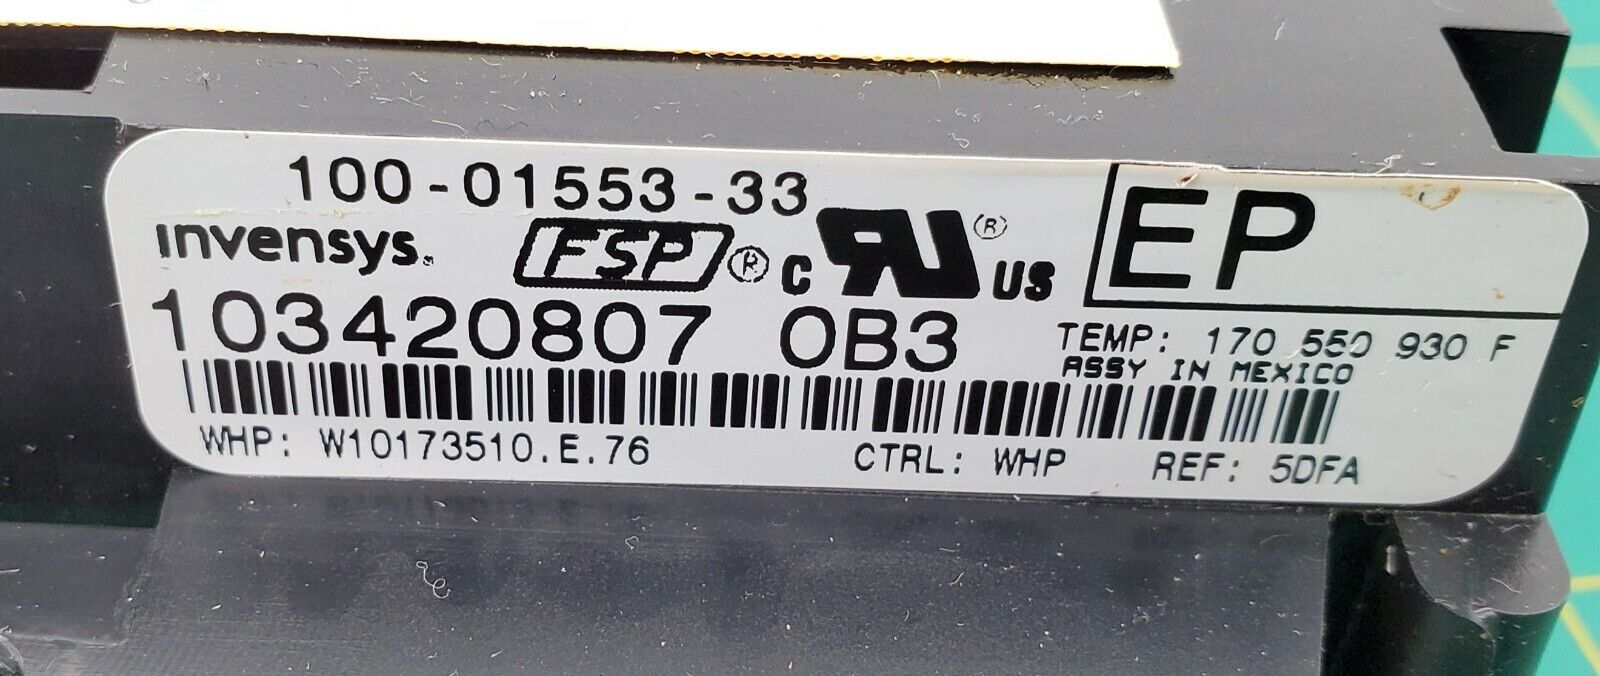 100-01553-33
invensys. FSP® c RU® US EP
103420807 0B3 TEMP: 170 550 930 F
ASSY IN MEXICO
WHP: W10173510.E.76 CTRL: WHP REF: 5DFA